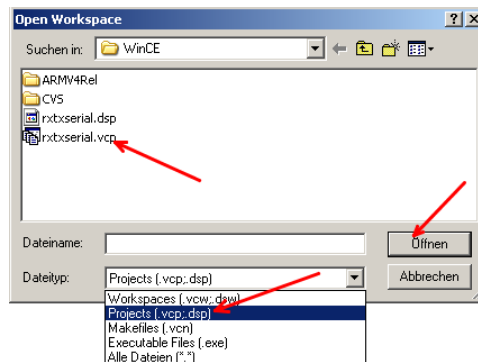 Open Workspace
Suchen in: WinCE
ARMV4Rel
CVS
rxtxserial.dsp
rxtxserial.vcp
Dateiname: Öffnen
Dateityp: Projects (.vcp;.dsp) Abbrechen
Workspaces (.vcw;.dsw)
Projects (.vcp;.dsp)
Makefiles (.vcn)
Executable Files (.exe)
Alle Dateien (*.*)